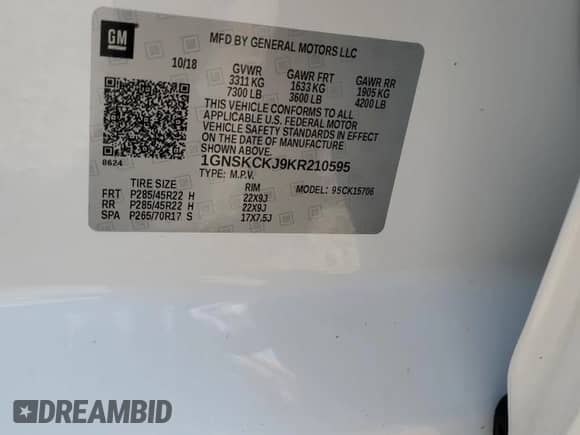 GM
MFD BY GENERAL MOTORS LLC
10/18 GVWR GAWR FRT GAWR RR
3311 KG 1633 KG 1905 KG
7300 LB 3600 LB 4200 LB
THIS VEHICLE CONFORMS TO ALL
APPLICABLE U.S. FEDERAL MOTOR
VEHICLE SAFETY STANDARDS IN EFFECT
ON THE DATE OF MANUFACTURE
SHOWN ABOVE.
8624
1GNSKCKJ9KR210595
TYPE: M.P.V.
TIRE SIZE RIM MODEL: 95CK15706
FRT P285/45R22 H 22X9J
RR P285/45R22 H 22X9J
SPA P265/70R17 S 17X7.5J
DREAMBID